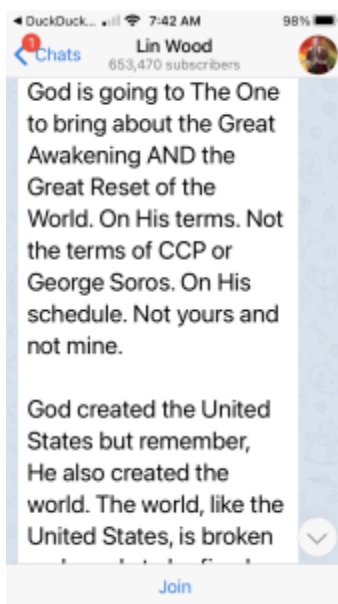 DuckDuck... 7:42 AM 98%
Chats Lin Wood
653,470 subscribers
God is going to The One
to bring about the Great
Awakening AND the
Great Reset of the
World. On His terms. Not
the terms of CCP or
George Soros. On His
schedule. Not yours and
not mine.
God created the United
States but remember,
He also created the
world. The world, like the
United States, is broken
Join